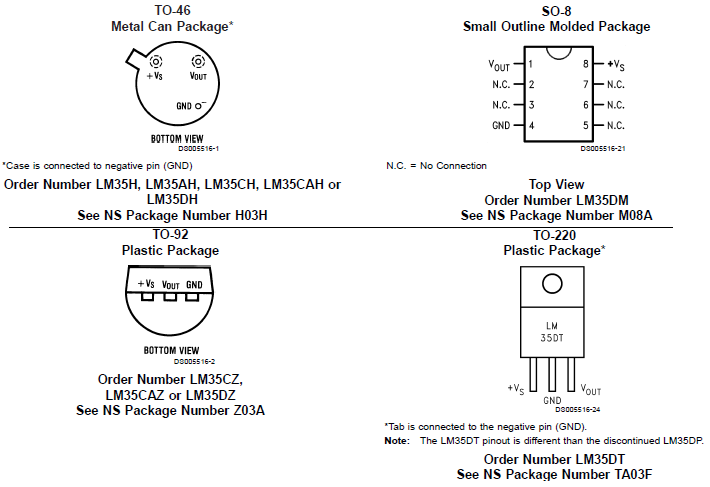 TO-46
Metal Can Package*
+VS
VOUT
GND
–
BOTTOM VIEW
DS005516-1
*Case is connected to negative pin (GND)
Order Number LM35H, LM35AH, LM35CH, LM35CAH or
LM35DH
See NS Package Number H03H
SO-8
Small Outline Molded Package
VOUT 1 8 +VS
N.C. 2 7 N.C.
N.C. 3 6 N.C.
GND 4 5 N.C.
DS005516-21
N.C. = No Connection
Top View
Order Number LM35DM
See NS Package Number M08A
TO-92
Plastic Package
+VS VOUT GND
BOTTOM VIEW
DS005516-2
Order Number LM35CZ,
LM35CAZ or LM35DZ
See NS Package Number Z03A
TO-220
Plastic Package*
LM
35DT
+VS
VOUT
GND
DS005516-24
*Tab is connected to the negative pin (GND).
Note: The LM35DT pinout is different than the discontinued LM35DP.
Order Number LM35DT
See NS Package Number TA03F